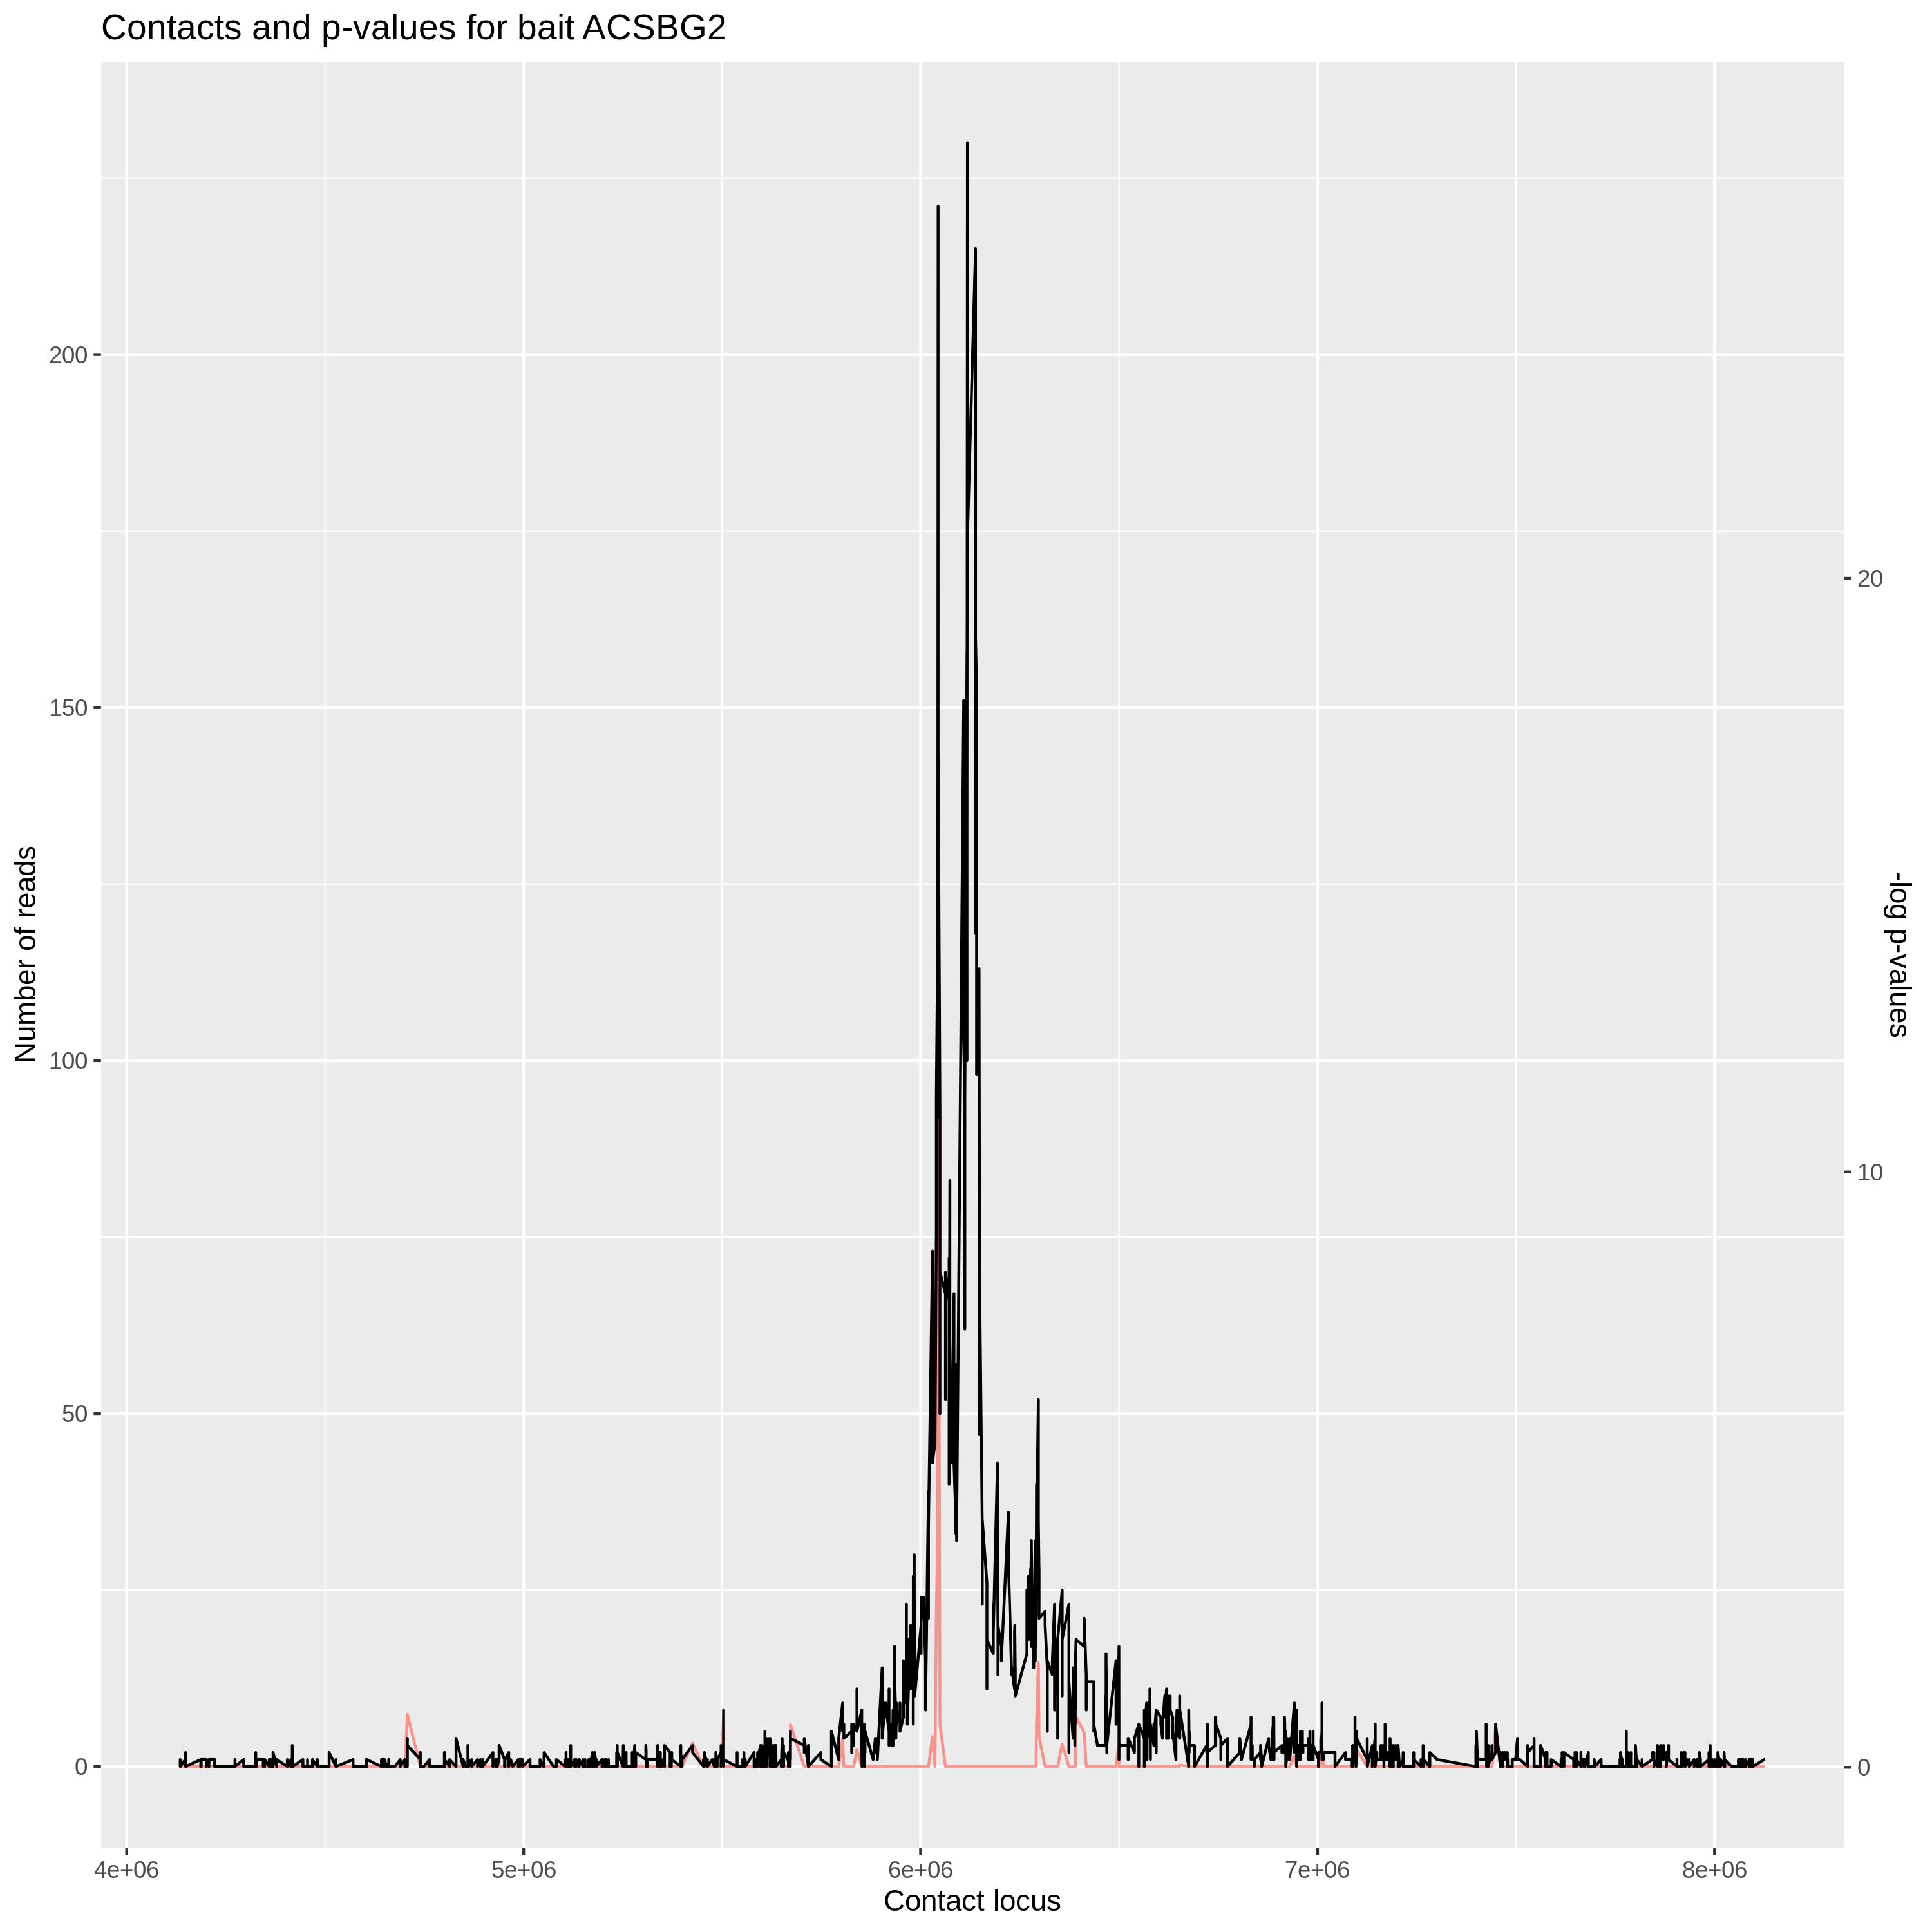 Contacts and p-values for bait ACSBG2
Number of reads
200
150
100
50
0
20
10
0
-log p-values
4e+06 5e+06 6e+06 7e+06 8e+06
Contact locus